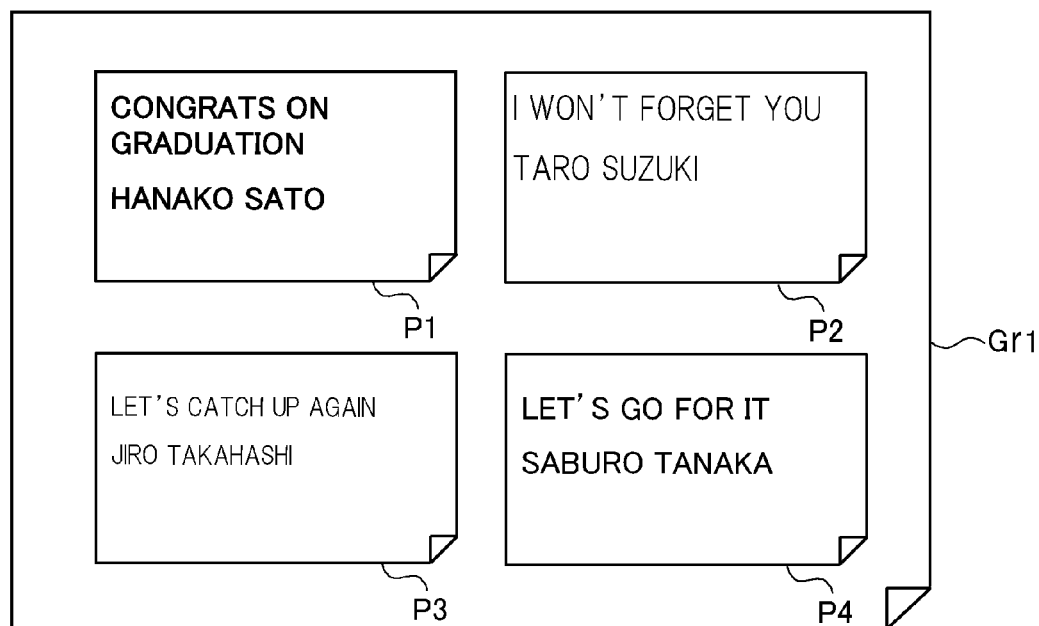 CONGRATS ON
GRADUATION
HANAKO SATO
P1
I WON'T FORGET YOU
TARO SUZUKI
P2
Gr1
LET'S CATCH UP AGAIN
JIRO TAKAHASHI
P3
LET'S GO FOR IT
SABURO TANAKA
P4